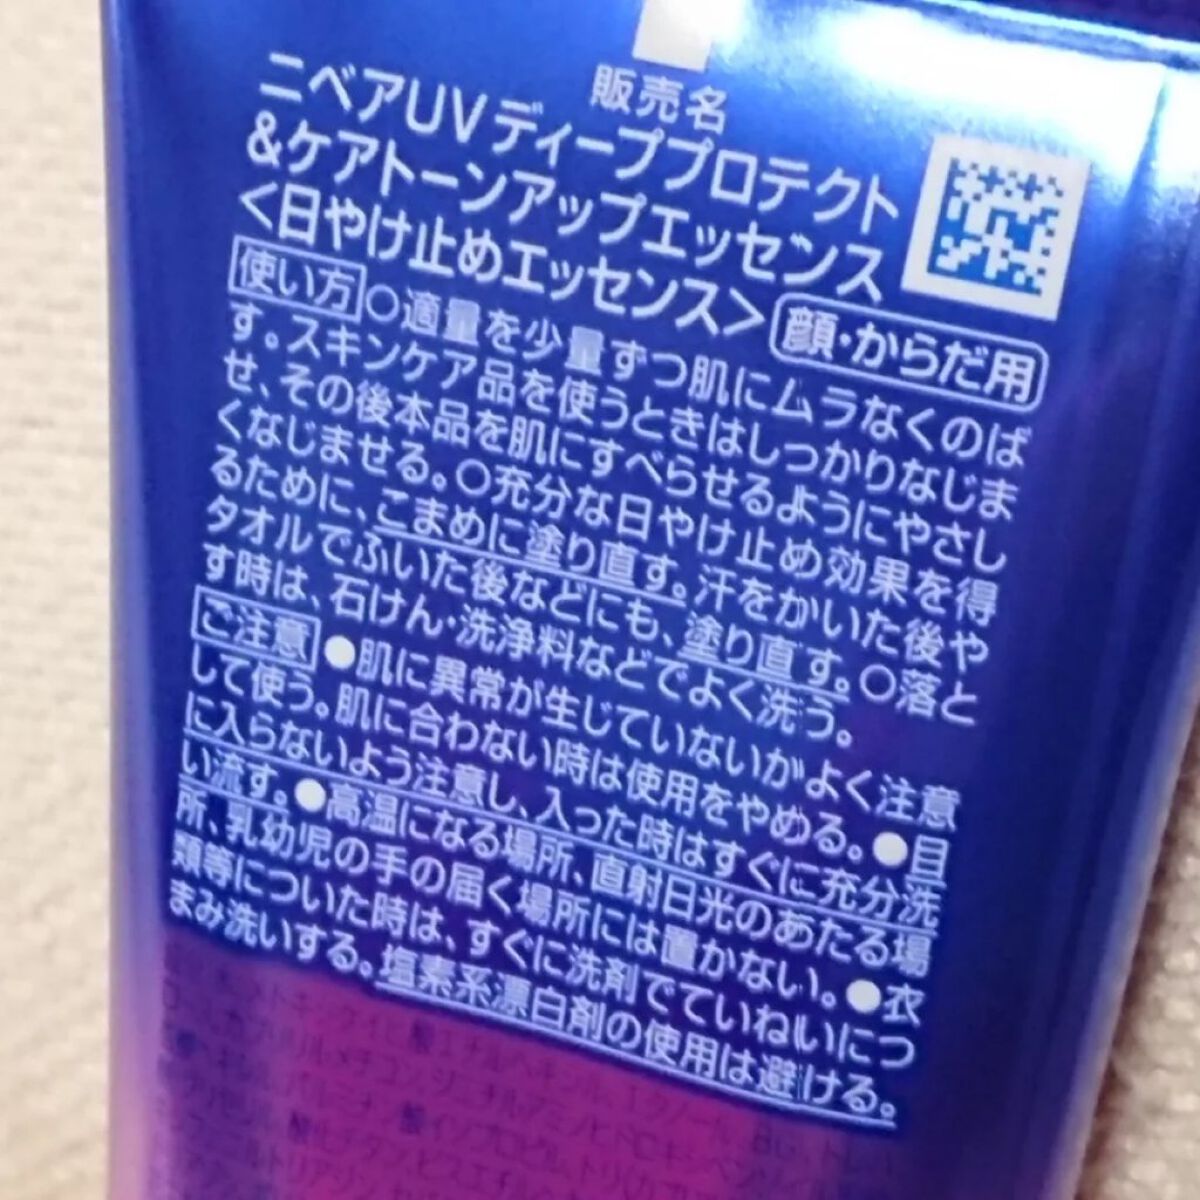 販売名
ニベアUVディーププロテクト
&ケアトーンアップエッセンス
<日やけ止めエッセンス> 顔・からだ用
使い方 ○適量を少量ずつ肌にムラなくのば
す。スキンケア品を使うときはしっかりなじま
せ、その後本品を肌にすべらせるようにやさし
くなじませる。○充分な日やけ止め効果を得
るために、こまめに塗り直す。汗をかいた後や
タオルでふいた後などにも、塗り直す。○落と
す時は、石けん・洗浄料などでよく洗う。
ご注意 ●肌に異常が生じていないかよく注意
して使う。肌に合わない時は使用をやめる。●目
に入らないよう注意し、入った時はすぐに充分洗
い流す。●高温になる場所、直射日光のあたる場
所、乳幼児の手の届く場所には置かない。●衣
類等についた時は、すぐに洗剤でていねいにつ
まみ洗いする。塩素系漂白剤の使用は避ける。